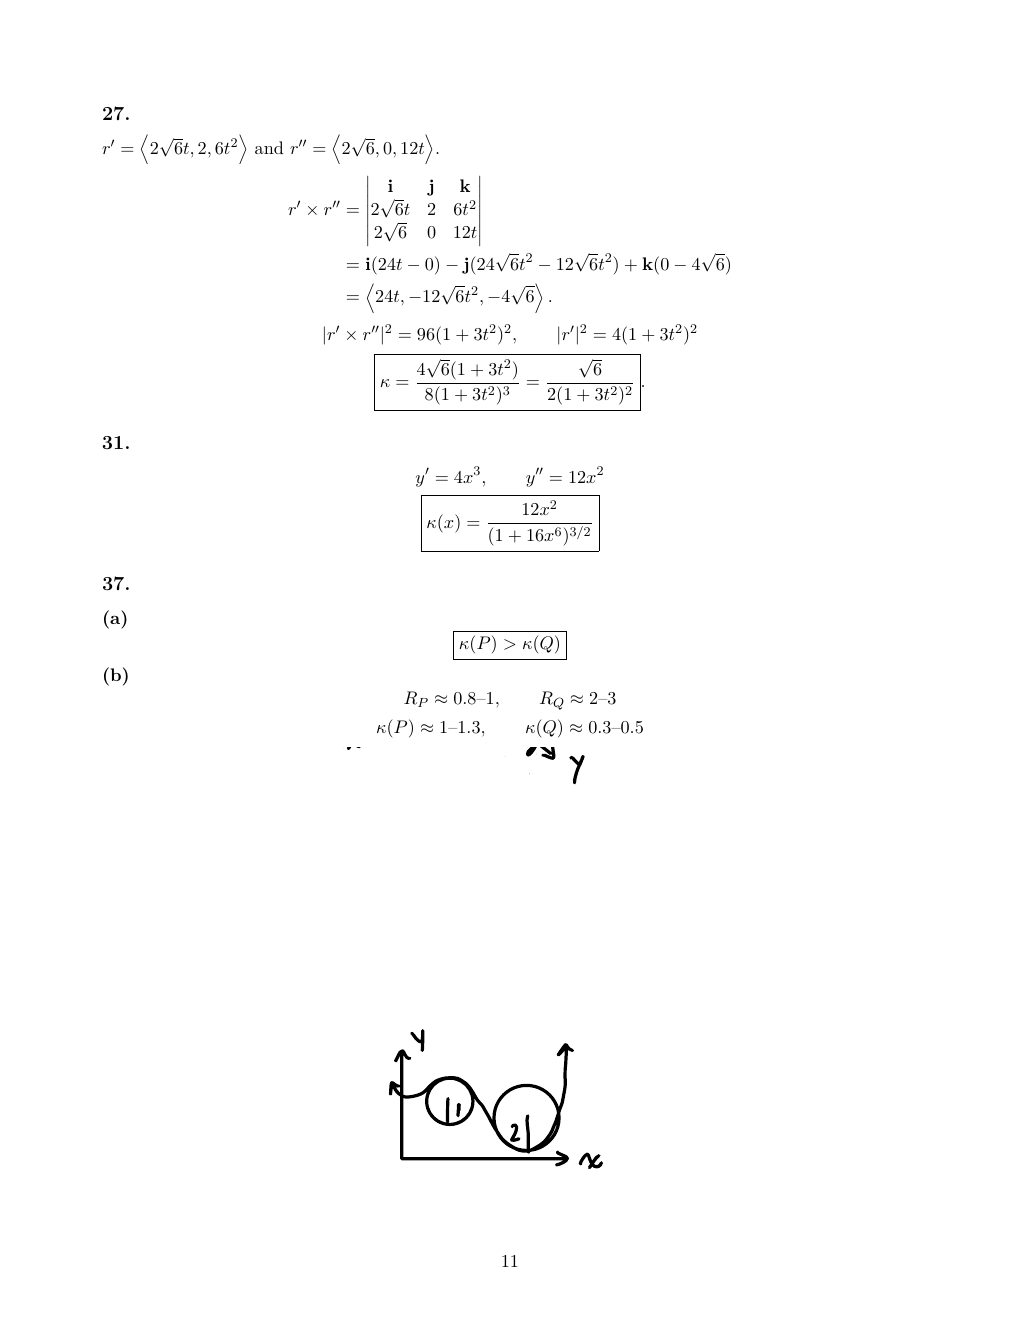 27.
r′ = ⟨2√6t, 2, 6t²⟩ and r′′ = ⟨2√6, 0, 12t⟩.
i j k
r′ × r′′ = |2√6t 2 6t²|
2√6 0 12t
= i(24t − 0) − j(24√6t² − 12√6t²) + k(0 − 4√6)
= ⟨24t, −12√6t², −4√6⟩.
|r′ × r′′|² = 96(1 + 3t²)², |r′|² = 4(1 + 3t²)²
κ = 4√6(1 + 3t²) / 8(1 + 3t²)³ = √6 / 2(1 + 3t²)².
31.
y′ = 4x³, y′′ = 12x²
κ(x) = 12x² / (1 + 16x⁶)^{3/2}
37.
(a)
κ(P) > κ(Q)
(b)
R_P ≈ 0.8–1, R_Q ≈ 2–3
κ(P) ≈ 1–1.3, κ(Q) ≈ 0.3–0.5
y
y
1
2
x
11